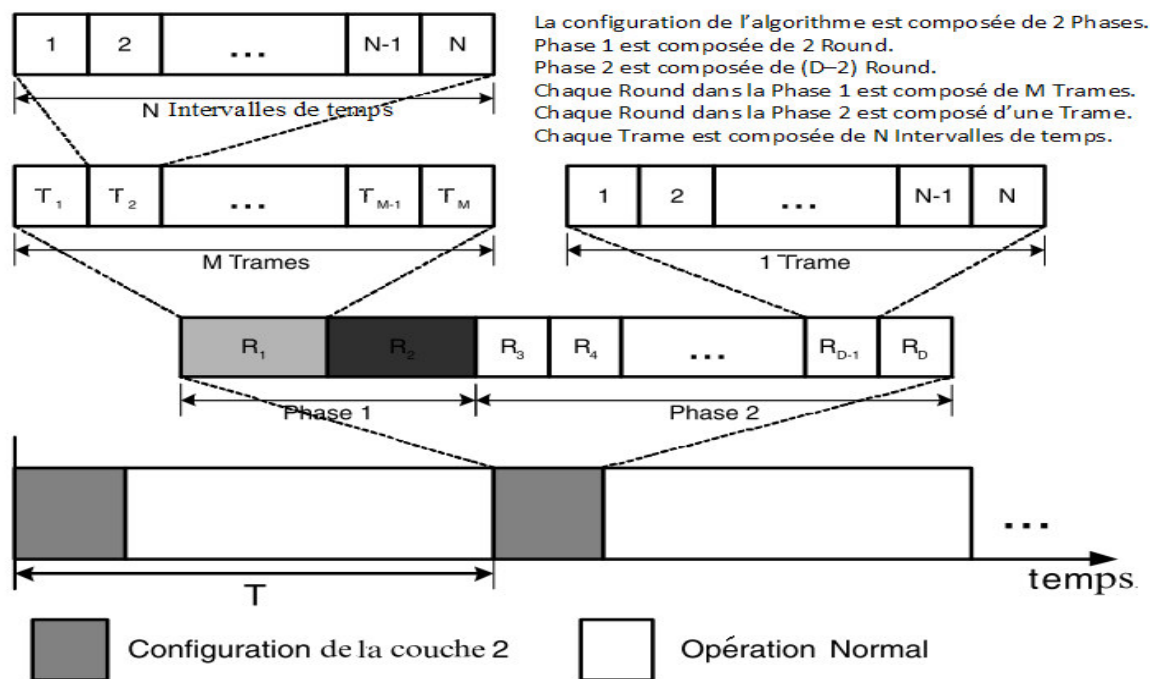 1 2 ... N-1 N
N Intervalles de temps
La configuration de l'algorithme est composée de 2 Phases.
Phase 1 est composée de 2 Round.
Phase 2 est composée de (D–2) Round.
Chaque Round dans la Phase 1 est composé de M Trames.
Chaque Round dans la Phase 2 est composé d'une Trame.
Chaque Trame est composée de N Intervalles de temps.
T1 T2 ... TM-1 TM
M Trames
1 2 ... N-1 N
1 Trame
R1 R2 R3 R4 ... RD-1 RD
Phase 1 Phase 2
...
T
temps.
Configuration de la couche 2
Opération Normal